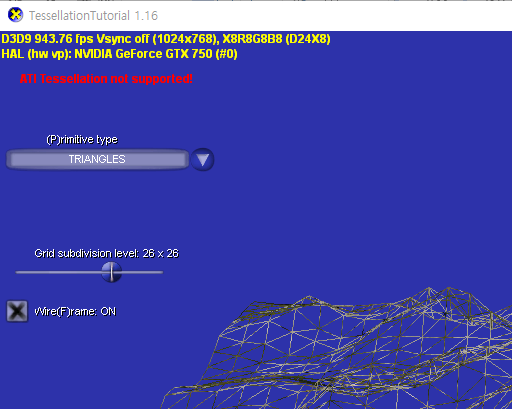 TessellationTutorial 1.16
D3D9 943.76 fps Vsync off (1024x768), X8R8G8B8 (D24X8)
HAL (hw vp): NVIDIA GeForce GTX 750 (#0)
ATI Tessellation not supported!
(P)rimitive type
TRIANGLES
Grid subdivision level: 26 x 26
Wire(F)rame: ON